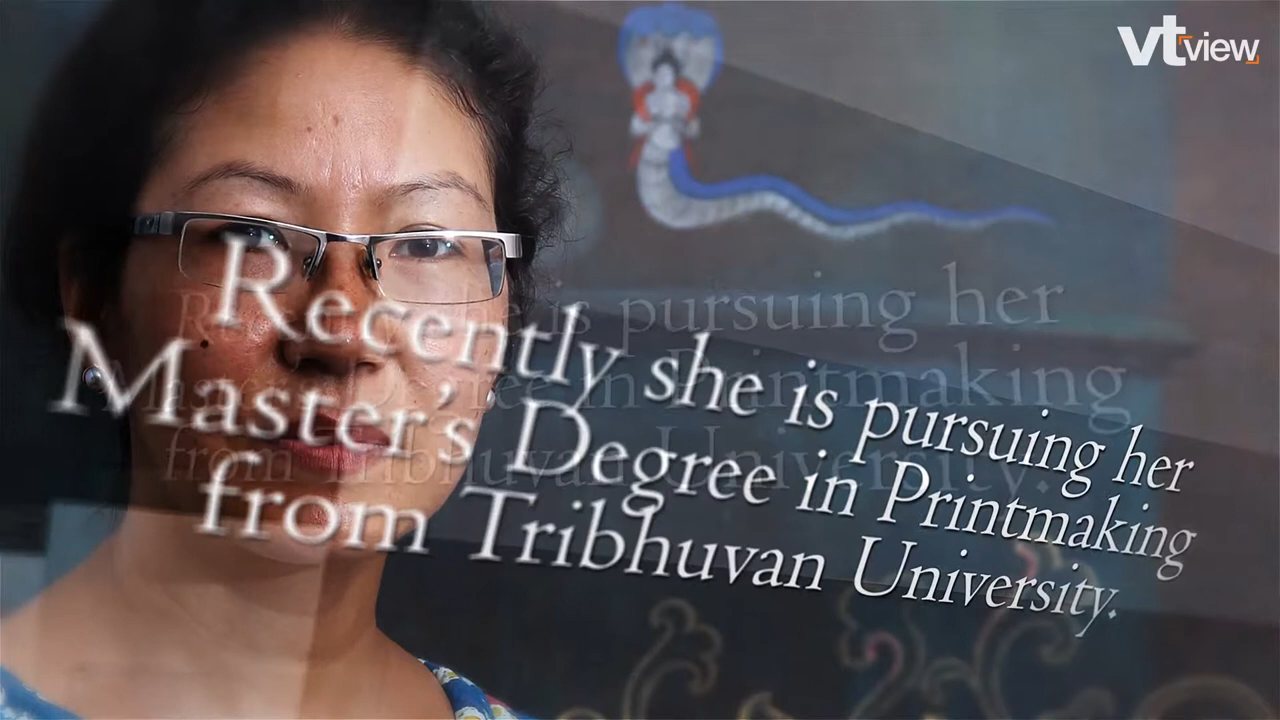 vtview
Recently she is pursuing her
Master's Degree in Printmaking
from Tribhuvan University.